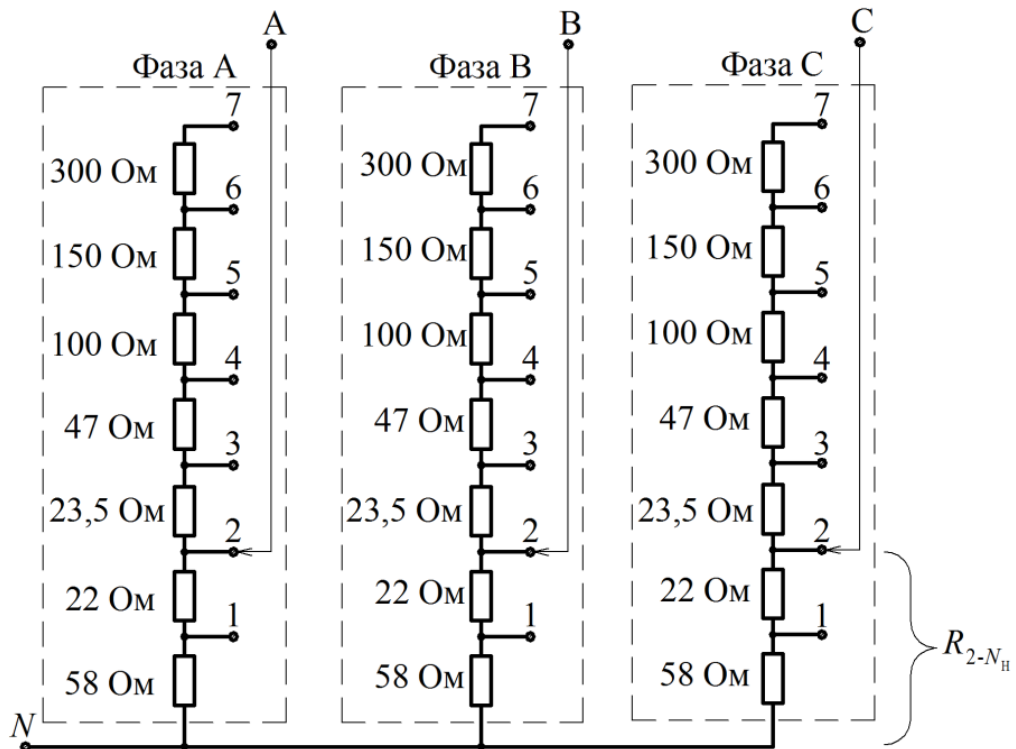 A
B
C
Фаза А
Фаза В
Фаза С
7
7
7
300 Ом
300 Ом
300 Ом
6
6
6
150 Ом
150 Ом
150 Ом
5
5
5
100 Ом
100 Ом
100 Ом
4
4
4
47 Ом
47 Ом
47 Ом
3
3
3
23,5 Ом
23,5 Ом
23,5 Ом
2
2
2
22 Ом
22 Ом
22 Ом
1
1
1
R2-Nн
58 Ом
58 Ом
58 Ом
N